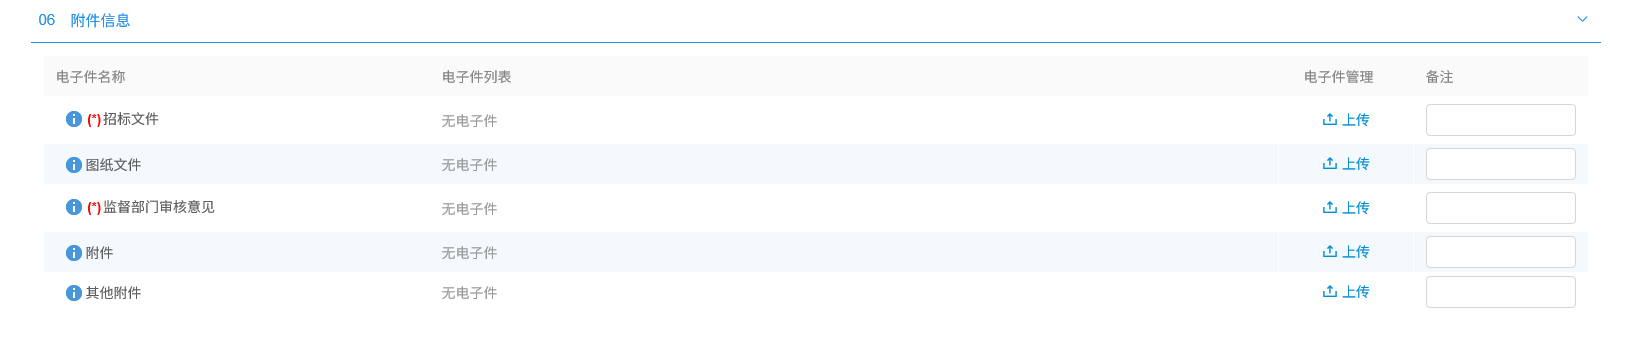 06 附件信息
电子件名称 电子件列表 电子件管理 备注
(*)招标文件 无电子件 上传
图纸文件 无电子件 上传
(*)监督部门审核意见 无电子件 上传
附件 无电子件 上传
其他附件 无电子件 上传